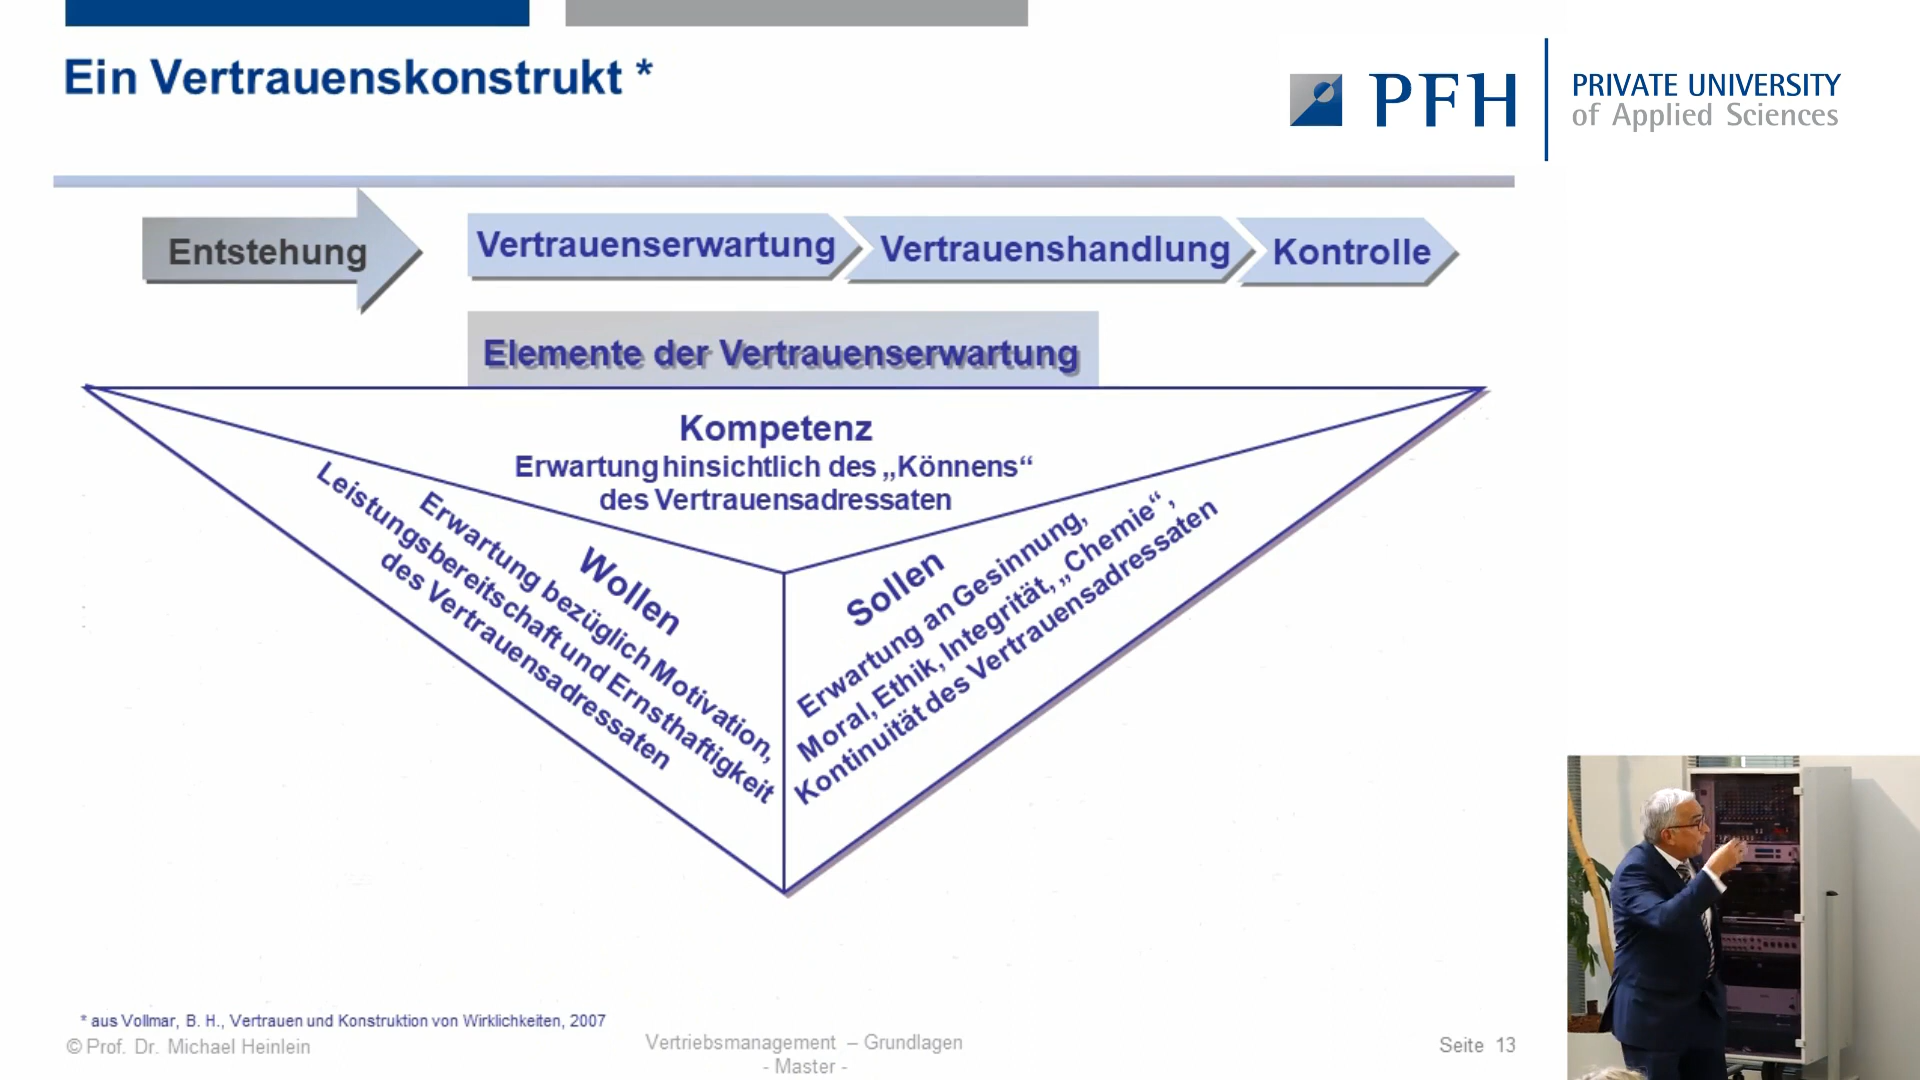 Ein Vertrauenskonstrukt *
PFH
PRIVATE UNIVERSITY
of Applied Sciences
Entstehung
Vertrauenserwartung
Vertrauenshandlung
Kontrolle
Elemente der Vertrauenserwartung
Kompetenz
Erwartung hinsichtlich des „Könnens“
des Vertrauensadressaten
Wollen
Erwartung bezüglich Motivation,
Leistungsbereitschaft und Ernsthaftigkeit
des Vertrauensadressaten
Sollen
Erwartung an Gesinnung,
Moral, Ethik, Integrität, „Chemie“,
Kontinuität des Vertrauensadressaten
* aus Vollmar, B. H., Vertrauen und Konstruktion von Wirklichkeiten, 2007
© Prof. Dr. Michael Heinlein
Vertriebsmanagement – Grundlagen
- Master -
Seite 13